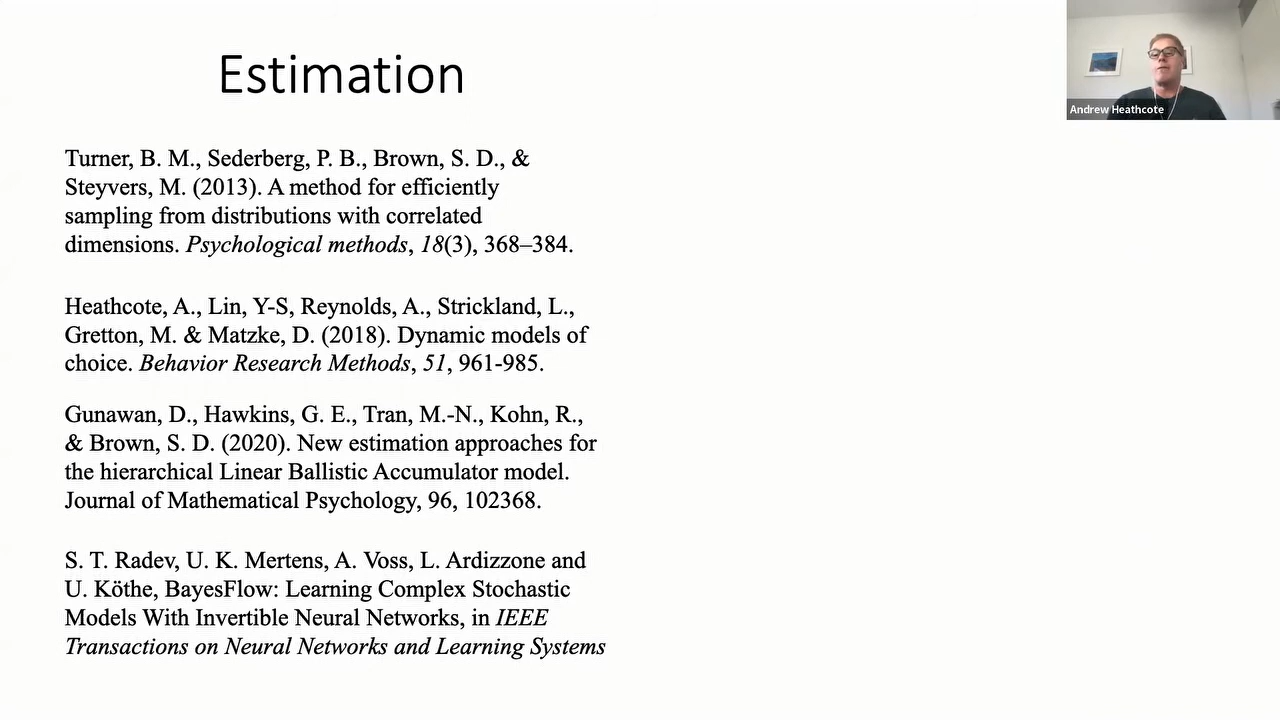 Estimation
Andrew Heathcote
Turner, B. M., Sederberg, P. B., Brown, S. D., &
Steyvers, M. (2013). A method for efficiently
sampling from distributions with correlated
dimensions. Psychological methods, 18(3), 368–384.
Heathcote, A., Lin, Y-S, Reynolds, A., Strickland, L.,
Gretton, M. & Matzke, D. (2018). Dynamic models of
choice. Behavior Research Methods, 51, 961-985.
Gunawan, D., Hawkins, G. E., Tran, M.-N., Kohn, R.,
& Brown, S. D. (2020). New estimation approaches for
the hierarchical Linear Ballistic Accumulator model.
Journal of Mathematical Psychology, 96, 102368.
S. T. Radev, U. K. Mertens, A. Voss, L. Ardizzone and
U. Köthe, BayesFlow: Learning Complex Stochastic
Models With Invertible Neural Networks, in IEEE
Transactions on Neural Networks and Learning Systems